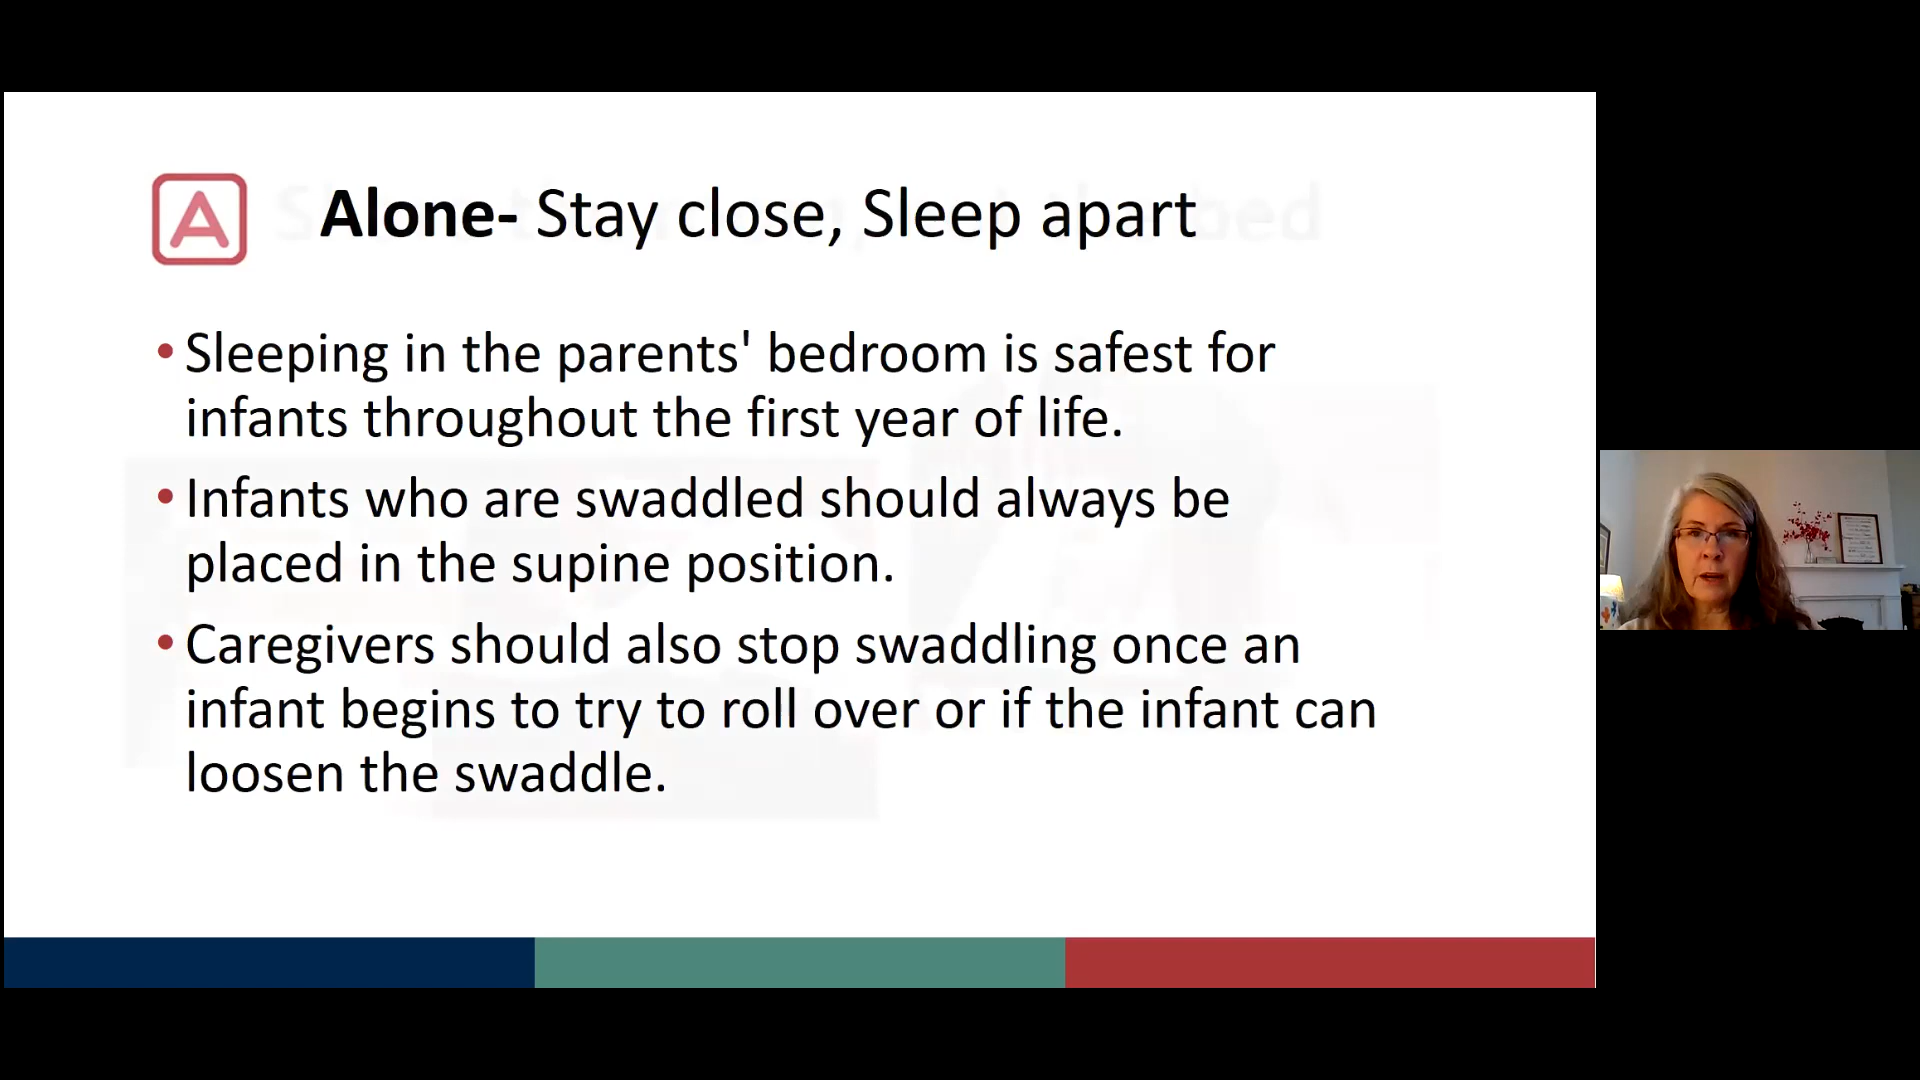 A
Alone- Stay close, Sleep apart
• Sleeping in the parents' bedroom is safest for
infants throughout the first year of life.
• Infants who are swaddled should always be
placed in the supine position.
• Caregivers should also stop swaddling once an
infant begins to try to roll over or if the infant can
loosen the swaddle.